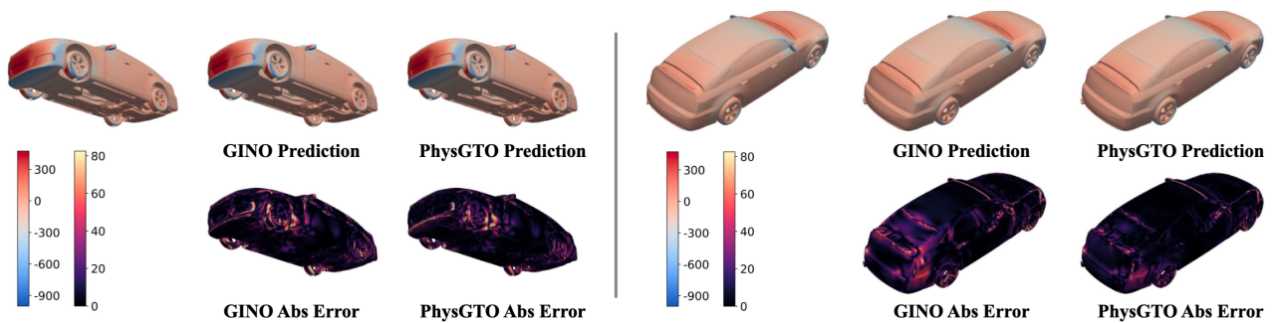 GINO Prediction
PhysGTO Prediction
GINO Prediction
PhysGTO Prediction
300
0
-300
-600
-900
80
60
40
20
0
300
0
-300
-600
-900
80
60
40
20
0
GINO Abs Error
PhysGTO Abs Error
GINO Abs Error
PhysGTO Abs Error